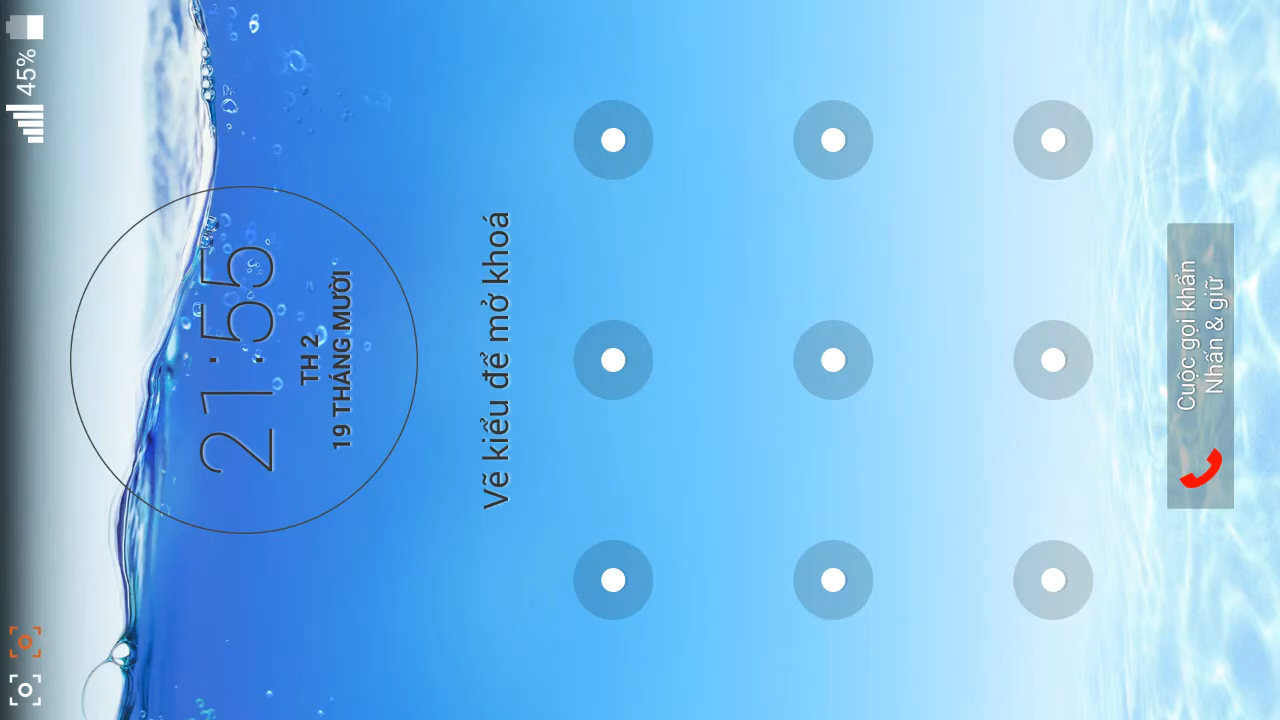 45%
21:55
TH 2
19 THÁNG MƯỜI
Vẽ kiểu để mở khoá
Cuộc gọi khẩn
Nhấn & giữ